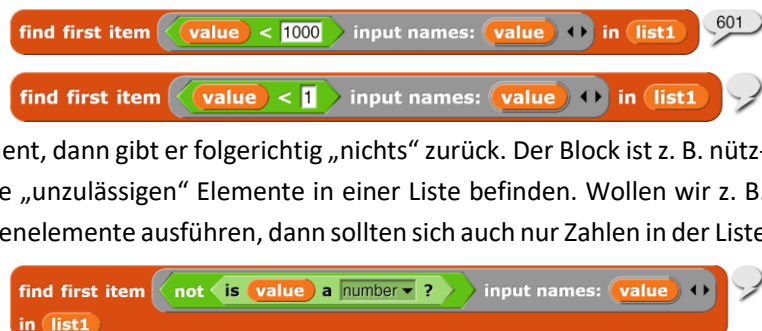 find first item value < 1000 input names: value in list1 601
find first item value < 1 input names: value in list1
ent, dann gibt er folgerichtig „nichts“ zurück. Der Block ist z. B. nütz-
e „unzulässigen“ Elemente in einer Liste befinden. Wollen wir z. B.
enelemente ausführen, dann sollten sich auch nur Zahlen in der Liste
find first item not is value a number ? input names: value
in list1